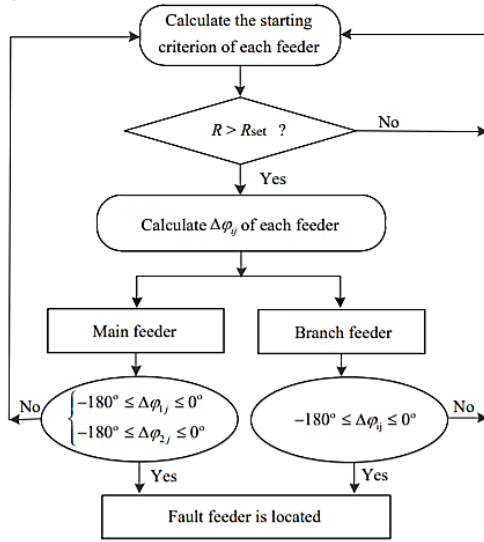 Calculate the starting
criterion of each feeder
R > Rset ?
No
Yes
Calculate Δφij of each feeder
Main feeder
Branch feeder
No
−180° ≤ Δφ1j ≤ 0°
−180° ≤ Δφ2j ≤ 0°
−180° ≤ Δφij ≤ 0°
No
Yes
Yes
Fault feeder is located